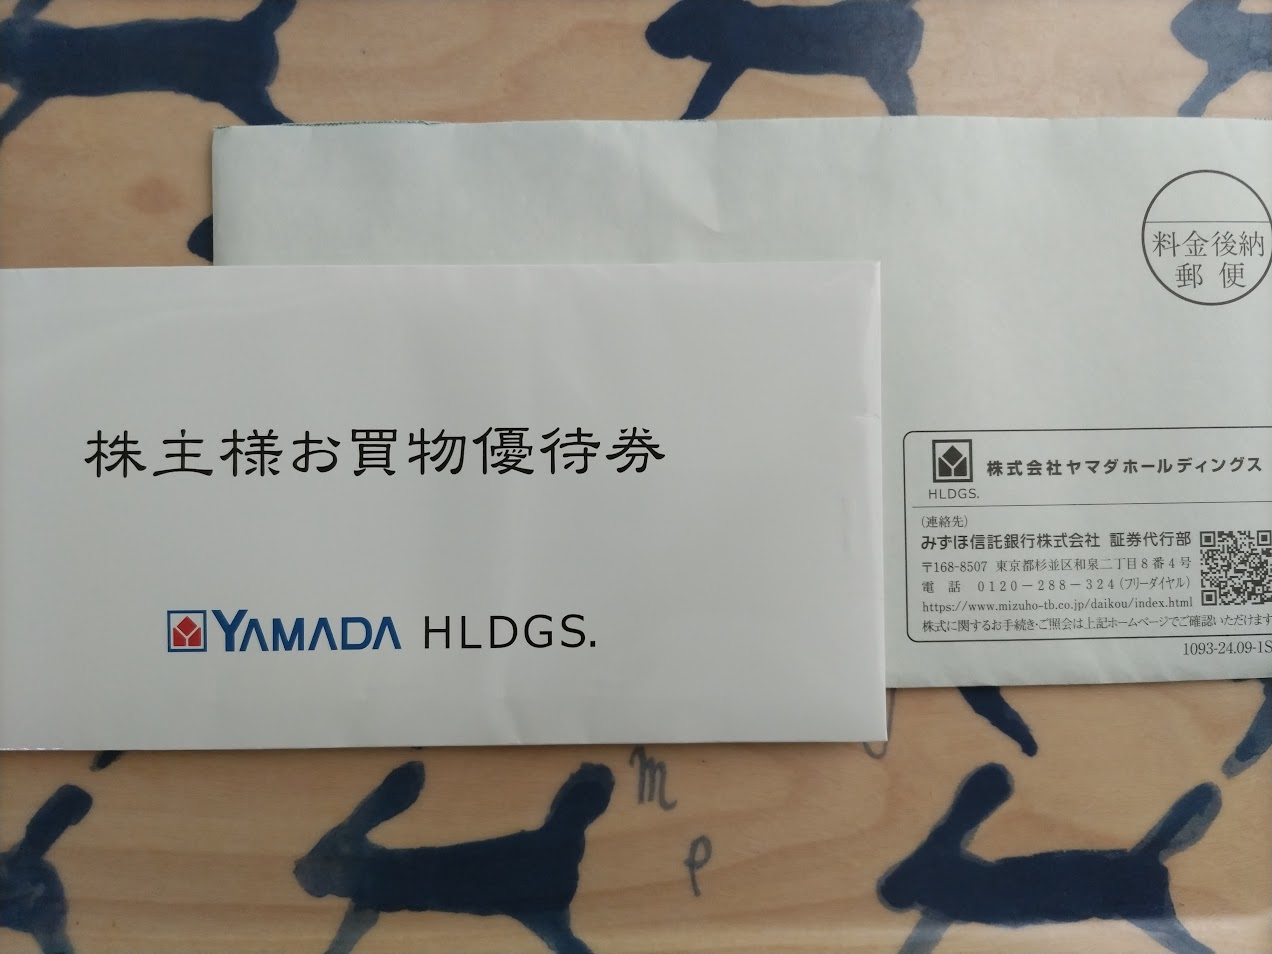 料金後納
郵便
株主様お買物優待券
YAMADA HLDGS.
HLDGS.
株式会社ヤマダホールディングス
(連絡先)
みずほ信託銀行株式会社 証券代行部
〒168-8507 東京都杉並区和泉二丁目8番4号
電話 0120-288-324(フリーダイヤル)
https://www.mizuho-tb.co.jp/daikou/index.html
株式に関するお手続き・ご照会は上記ホームページでご確認いただけます
1093-24.09-1S
m
p